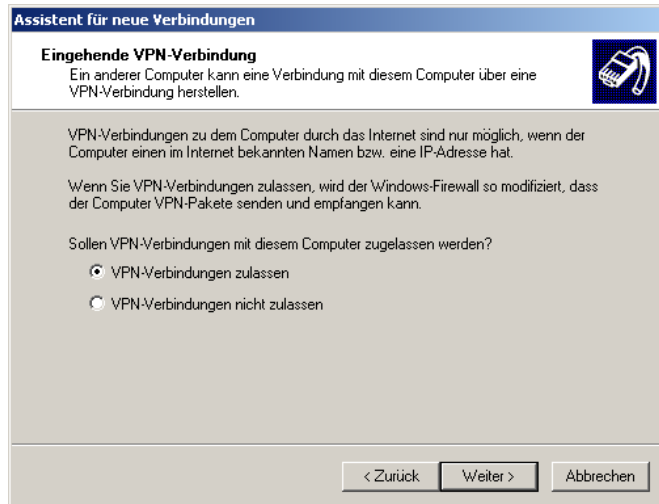 Assistent für neue Verbindungen
Eingehende VPN-Verbindung
Ein anderer Computer kann eine Verbindung mit diesem Computer über eine
VPN-Verbindung herstellen.
VPN-Verbindungen zu dem Computer durch das Internet sind nur möglich, wenn der
Computer einen im Internet bekannten Namen bzw. eine IP-Adresse hat.
Wenn Sie VPN-Verbindungen zulassen, wird der Windows-Firewall so modifiziert, dass
der Computer VPN-Pakete senden und empfangen kann.
Sollen VPN-Verbindungen mit diesem Computer zugelassen werden?
VPN-Verbindungen zulassen
VPN-Verbindungen nicht zulassen
< Zurück Weiter > Abbrechen